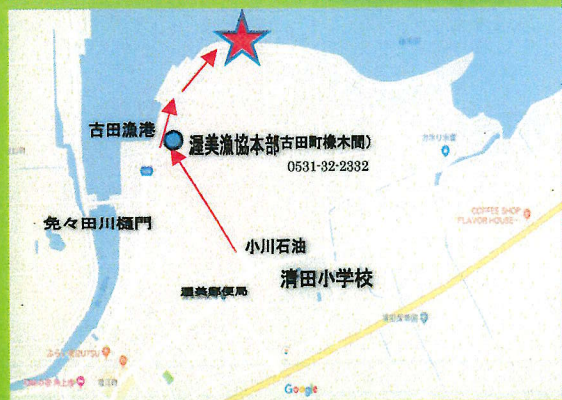 古田漁港
渥美漁協本部古田町橡木間）
0531-32-2332
免々田川樋門
小川石油
清田小学校
渥美郵便局
COFFEE SHOP
FLAVOR HOUSE
Google